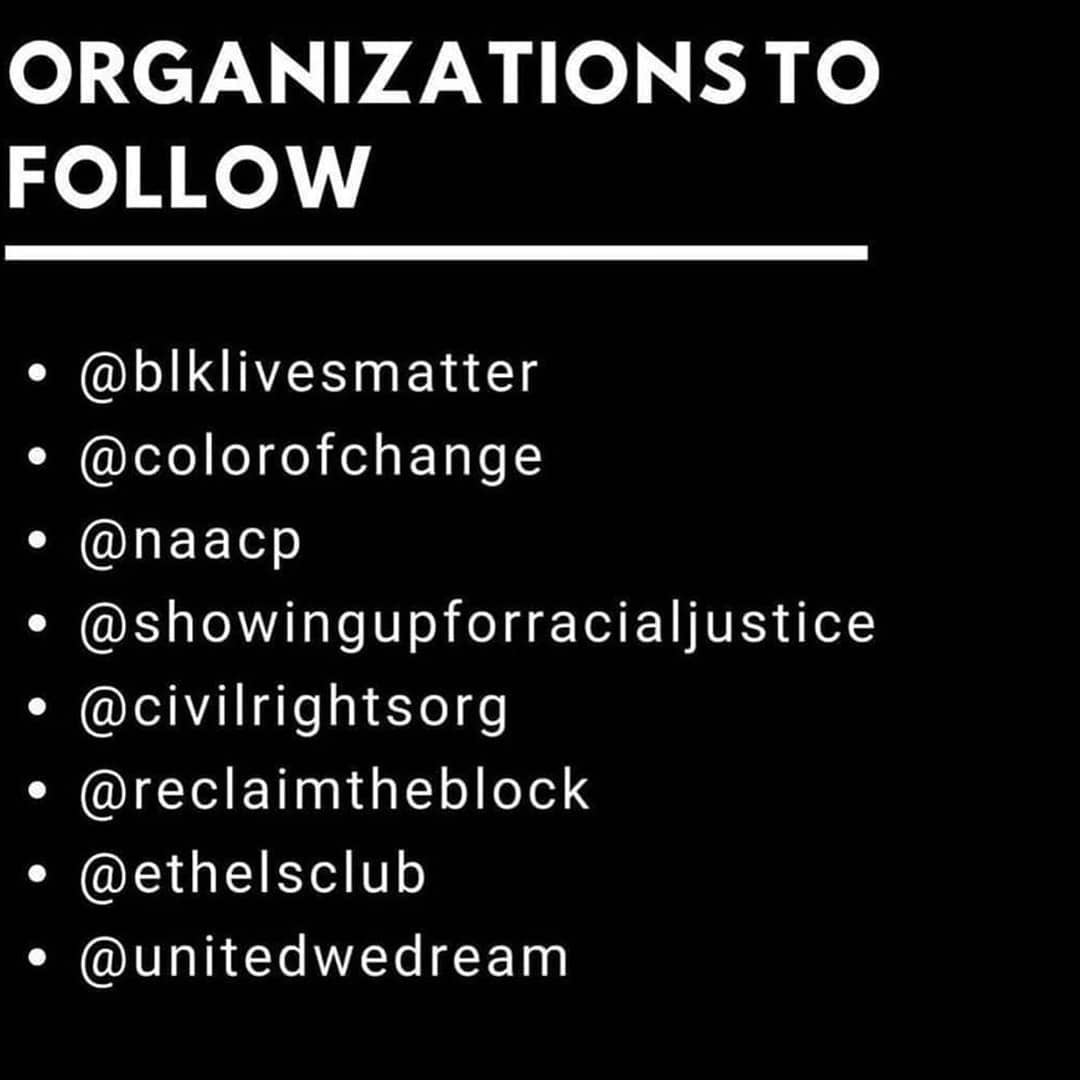 ORGANIZATIONS TO
FOLLOW
• @blklivesmatter
• @colorofchange
• @naacp
• @showingupforracialjustice
• @civilrightsorg
• @reclaimtheblock
• @ethelsclub
• @unitedwedream